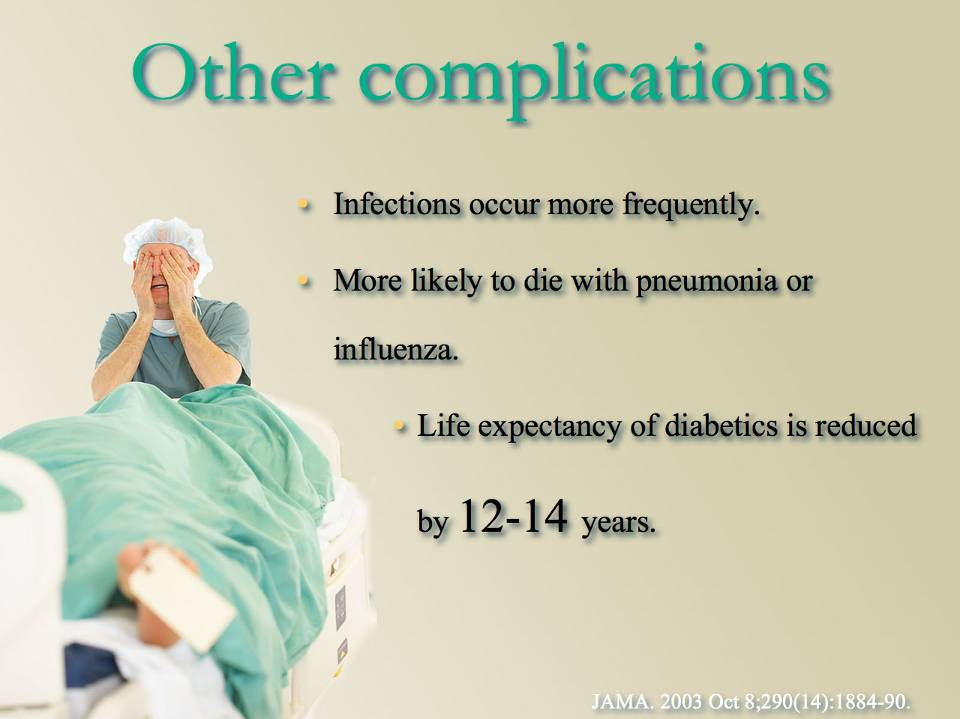 Other complications
• Infections occur more frequently.
• More likely to die with pneumonia or
influenza.
• Life expectancy of diabetics is reduced
by 12-14 years.
JAMA. 2003 Oct 8;290(14):1884-90.